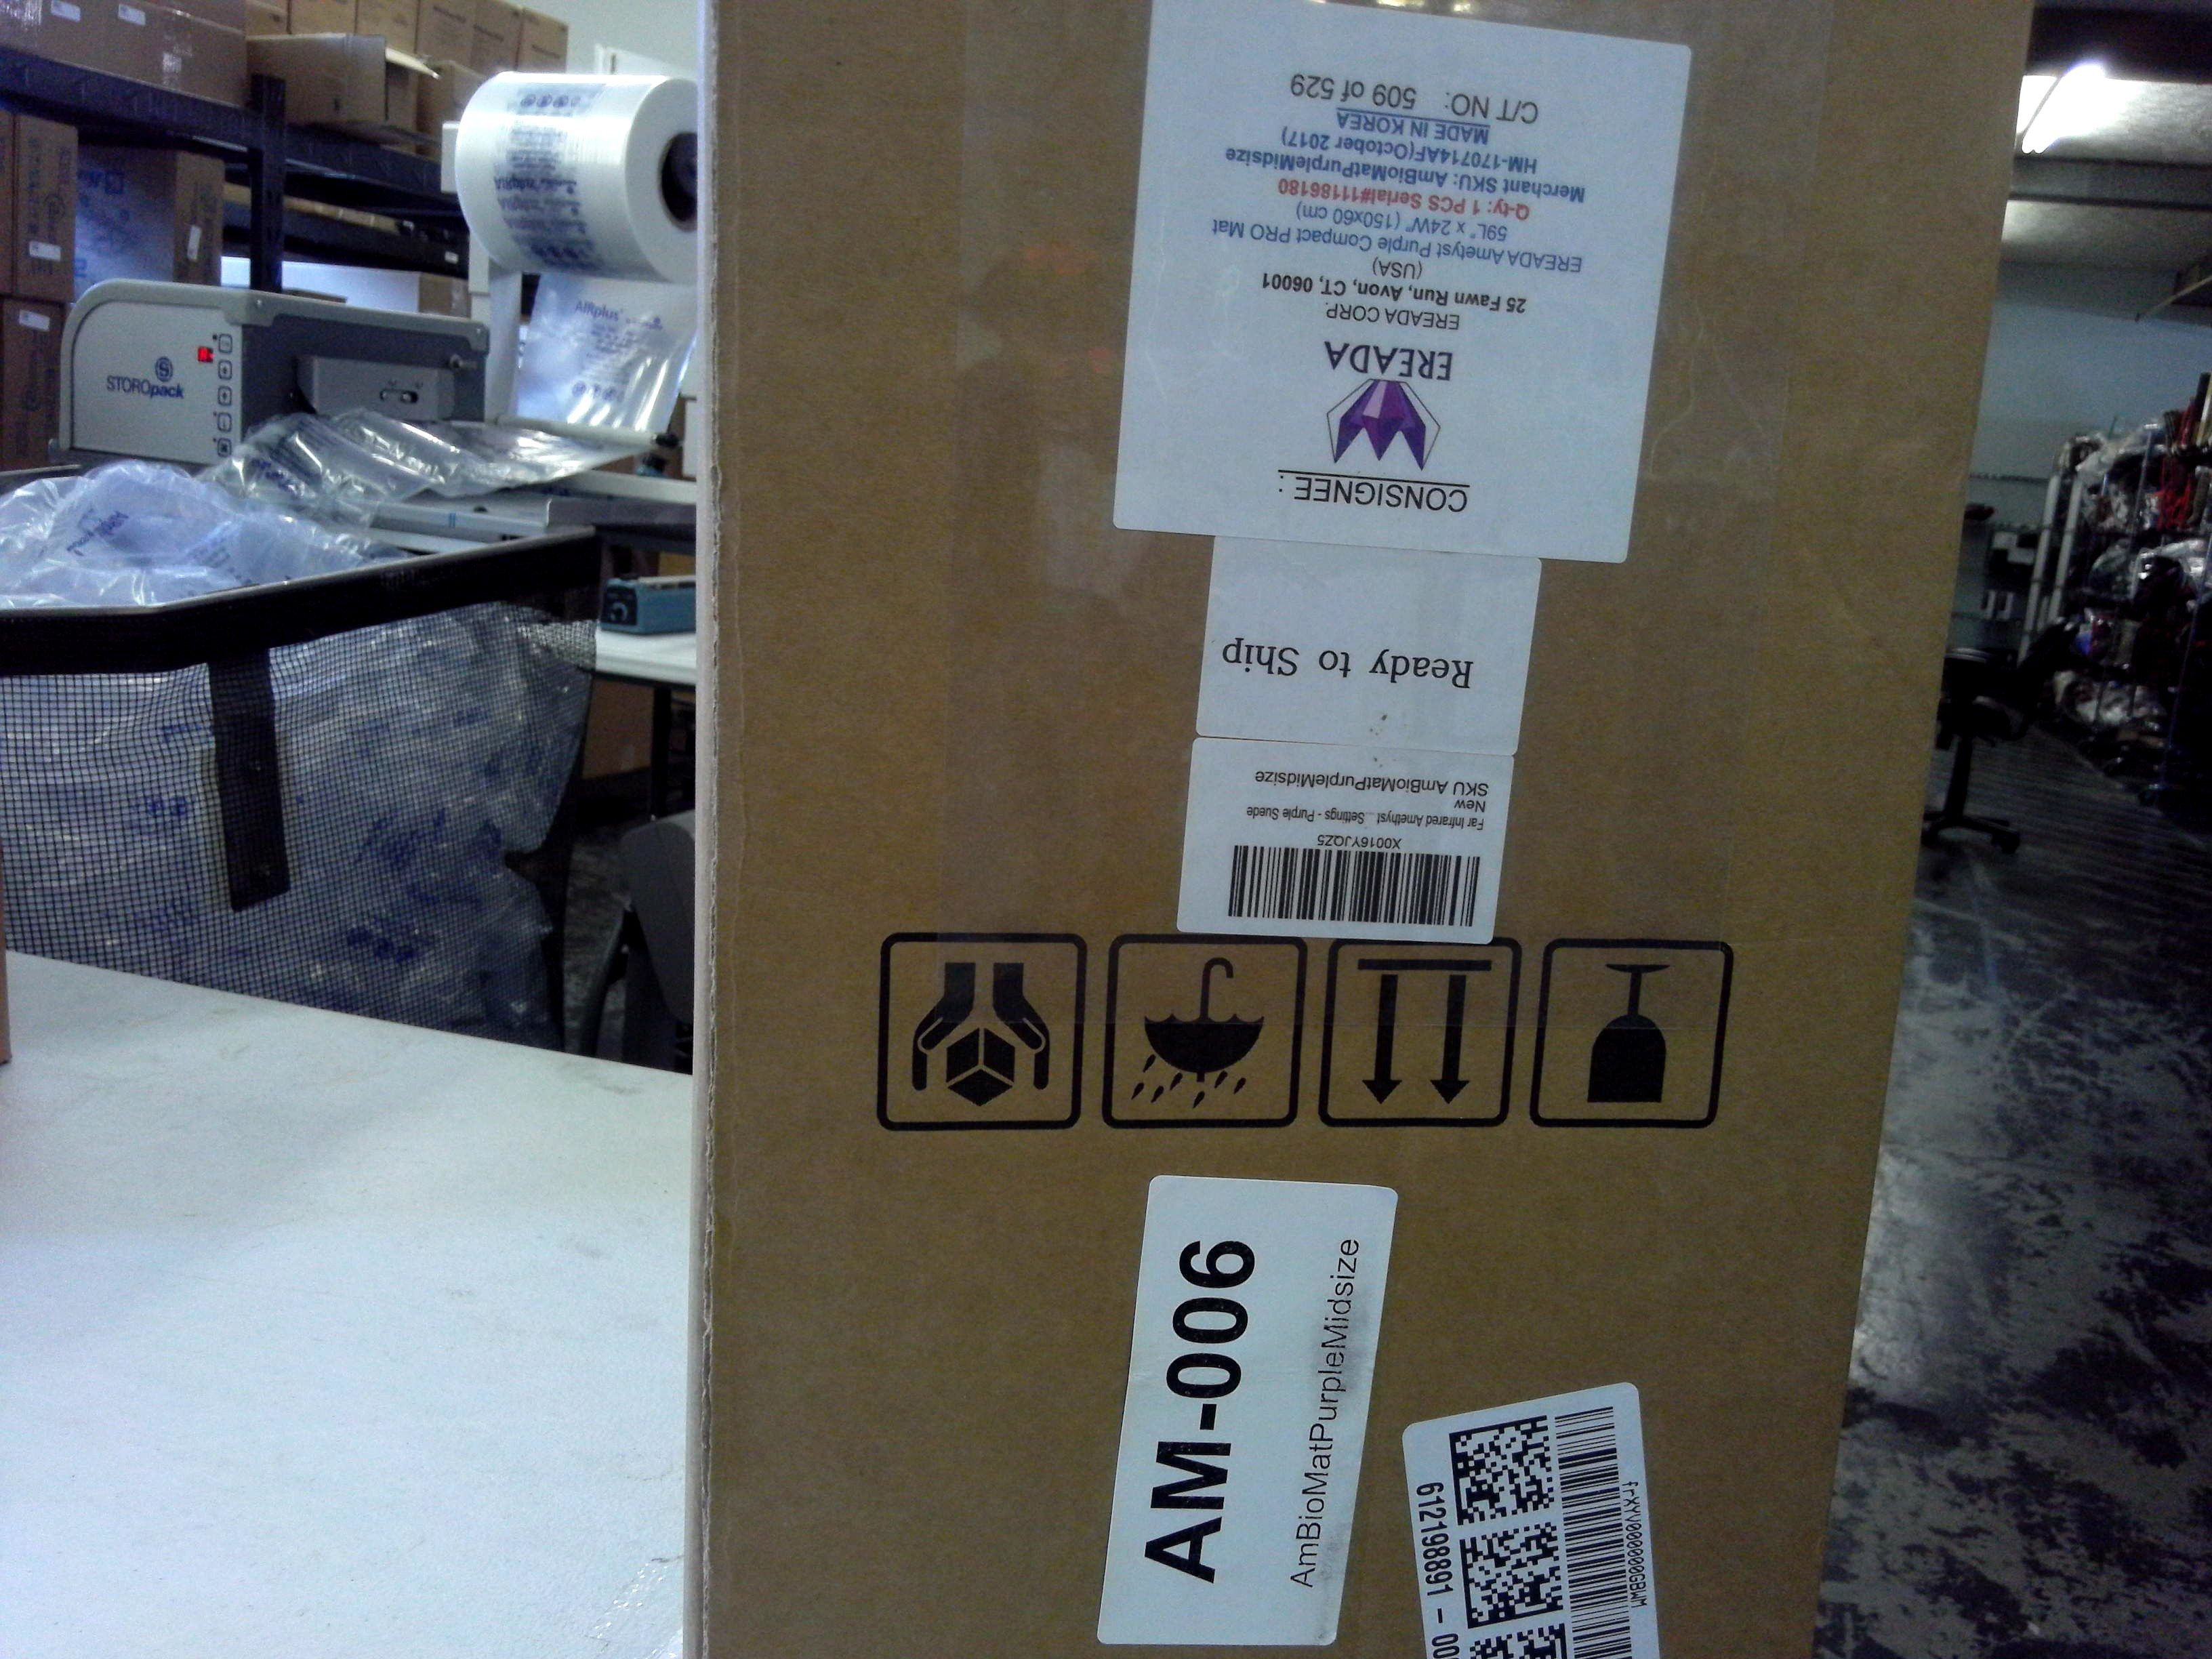 CONSIGNEE :
EREADA
EREADA CORP.
25 Fawn Run, Avon, CT, 06001
(USA)
EREADA Ametyst Purple Compact PRO Mat
59L" x 24W" (150x60 cm)
Q-ty: 1 PCS Serial#11186180
Merchant SKU: AmBioMatPurpleMidsize
HM-170714AF(October 2017)
MADE IN KOREA
C/T NO: 509 of 529
Ready to Ship
X0016YJQZ5
Far Infrared Amethyst Settings - Purple Suede
New
SKU AmBioMatPurpleMidsize
AM-006
AmBioMatPurpleMidsize
612198891 - 00
frXYV00000GBWM
STOROpack
AIRplus